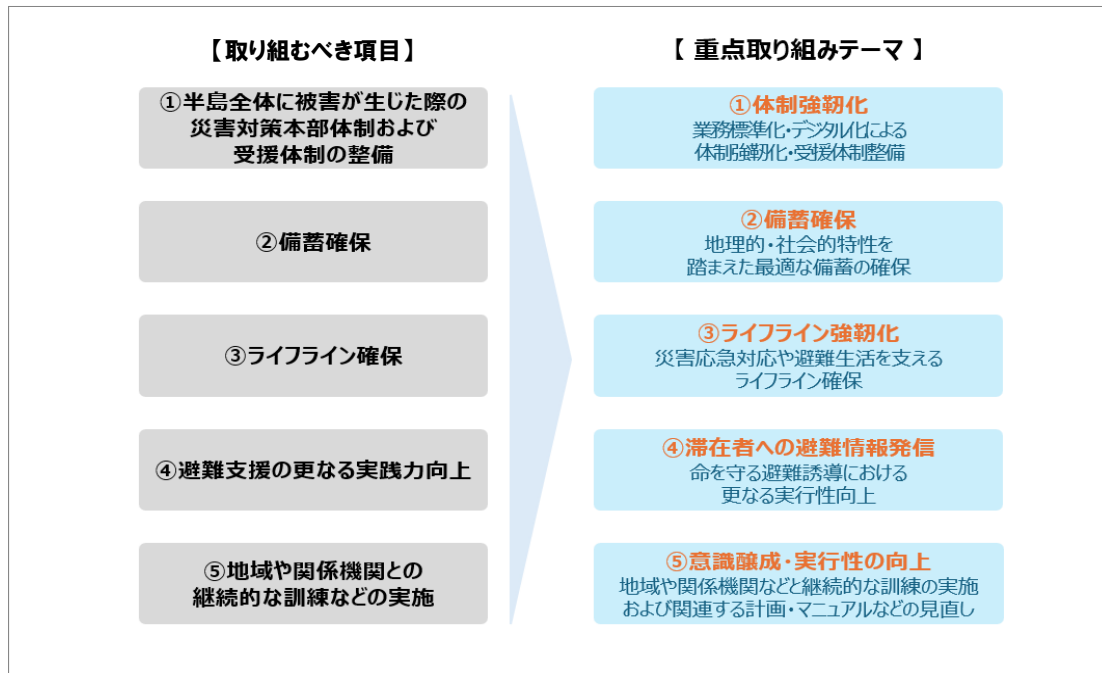 【取り組むべき項目】
【 重点取り組みテーマ 】
①半島全体に被害が生じた際の
災害対策本部体制および
受援体制の整備
①体制強靭化
業務標準化・デジタル化による
体制強靭化・受援体制整備
②備蓄確保
②備蓄確保
地理的・社会的特性を
踏まえた最適な備蓄の確保
③ライフライン確保
③ライフライン強靭化
災害応急対応や避難生活を支える
ライフライン確保
④避難支援の更なる実践力向上
④滞在者への避難情報発信
命を守る避難誘導における
更なる実行性向上
⑤地域や関係機関との
継続的な訓練などの実施
⑤意識醸成・実行性の向上
地域や関係機関などと継続的な訓練の実施
および関連する計画・マニュアルなどの見直し